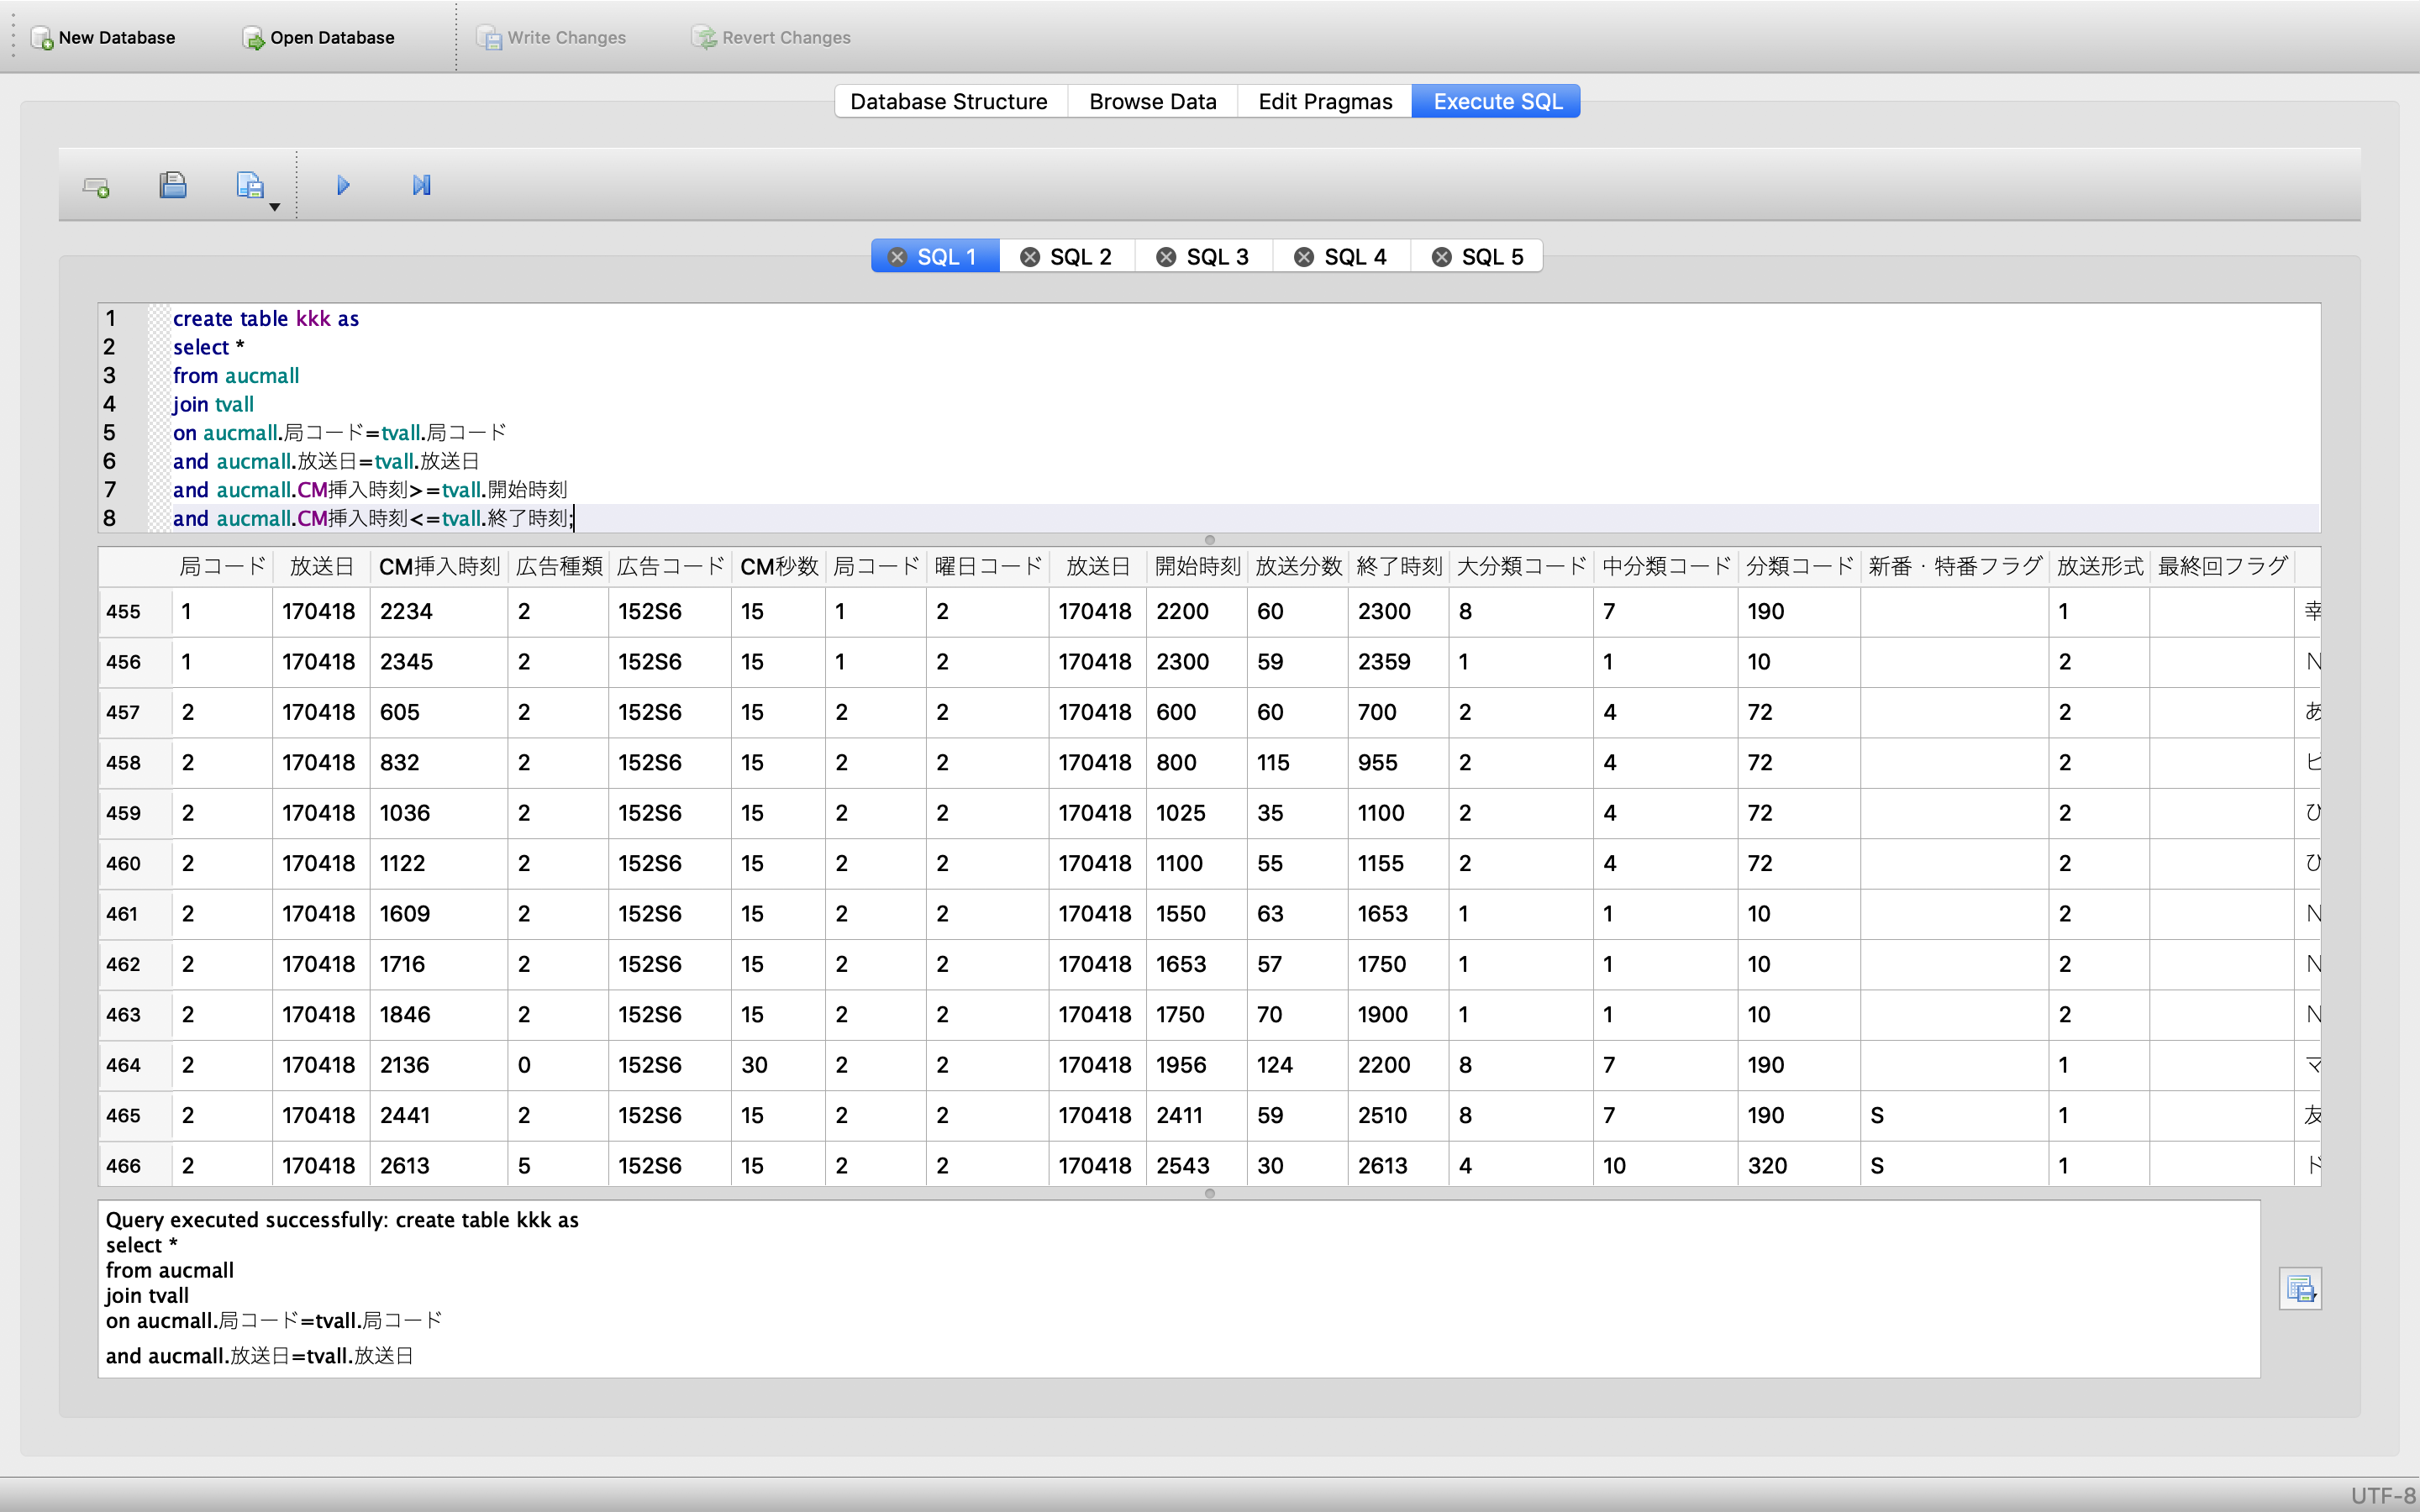 New Database Open Database Write Changes Revert Changes
Database Structure Browse Data Edit Pragmas Execute SQL
SQL 1 SQL 2 SQL 3 SQL 4 SQL 5
1 create table kkk as
2 select *
3 from aucmall
4 join tvall
5 on aucmall.局コード=tvall.局コード
6 and aucmall.放送日=tvall.放送日
7 and aucmall.CM挿入時刻>=tvall.開始時刻
8 and aucmall.CM挿入時刻<=tvall.終了時刻;
局コード 放送日 CM挿入時刻 広告種類 広告コード CM秒数 局コード 曜日コード 放送日 開始時刻 放送分数 終了時刻 大分類コード 中分類コード 分類コード 新番・特番フラグ 放送形式 最終回フラグ
455 1 170418 2234 2 152S6 15 1 2 170418 2200 60 2300 8 7 190 1 幸
456 1 170418 2345 2 152S6 15 1 2 170418 2300 59 2359 1 1 10 2 N
457 2 170418 605 2 152S6 15 2 2 170418 600 60 700 2 4 72 2 あ
458 2 170418 832 2 152S6 15 2 2 170418 800 115 955 2 4 72 2
459 2 170418 1036 2 152S6 15 2 2 170418 1025 35 1100 2 4 72 2 ひ
460 2 170418 1122 2 152S6 15 2 2 170418 1100 55 1155 2 4 72 2 ひ
461 2 170418 1609 2 152S6 15 2 2 170418 1550 63 1653 1 1 10 2 N
462 2 170418 1716 2 152S6 15 2 2 170418 1653 57 1750 1 1 10 2 N
463 2 170418 1846 2 152S6 15 2 2 170418 1750 70 1900 1 1 10 2 N
464 2 170418 2136 0 152S6 30 2 2 170418 1956 124 2200 8 7 190 1 マ
465 2 170418 2441 2 152S6 15 2 2 170418 2411 59 2510 8 7 190 S 1 友
466 2 170418 2613 5 152S6 15 2 2 170418 2543 30 2613 4 10 320 S 1
Query executed successfully: create table kkk as
select *
from aucmall
join tvall
on aucmall.局コード=tvall.局コード
and aucmall.放送日=tvall.放送日
UTF-8